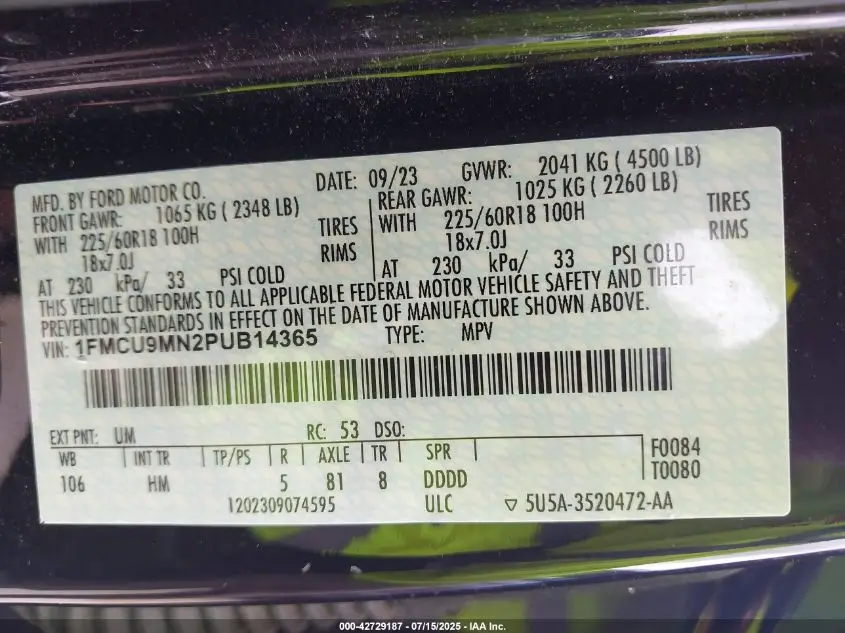 MFD. BY FORD MOTOR CO. DATE: 09/23 GVWR: 2041 KG ( 4500 LB)
FRONT GAWR: 1065 KG ( 2348 LB) REAR GAWR: 1025 KG ( 2260 LB)
WITH 225/60R18 100H TIRES WITH 225/60R18 100H TIRES
18x7.0J RIMS 18x7.0J RIMS
AT 230 kPa/ 33 PSI COLD AT 230 kPa/ 33 PSI COLD
THIS VEHICLE CONFORMS TO ALL APPLICABLE FEDERAL MOTOR VEHICLE SAFETY AND THEFT
PREVENTION STANDARDS IN EFFECT ON THE DATE OF MANUFACTURE SHOWN ABOVE.
VIN: 1FMCU9MN2PUB14365 TYPE: MPV
EXT PNT: UM RC: 53 DSO:
WB INT TR TP/PS R AXLE TR SPR F0084
106 HM 5 81 8 DDDD T0080
1202309074595 ULC ▽ 5U5A-3520472-AA
000-42729187 - 07/15/2025 - IAA Inc.